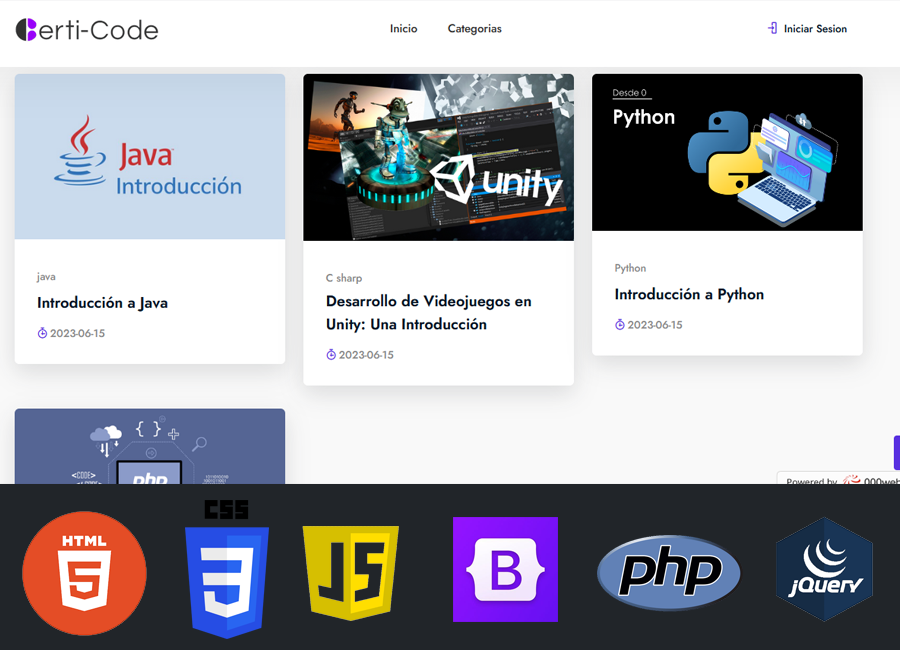 Certi-Code
Inicio
Categorias
Iniciar Sesion
Java
Introducción
unity
Desde 0
Python
java
Introducción a Java
2023-06-15
C sharp
Desarrollo de Videojuegos en
Unity: Una Introducción
2023-06-15
Python
Introducción a Python
2023-06-15
{ }
<CODE>
php
Powered by 000web
CSS
HTML
5
3
JS
B
php
jQuery